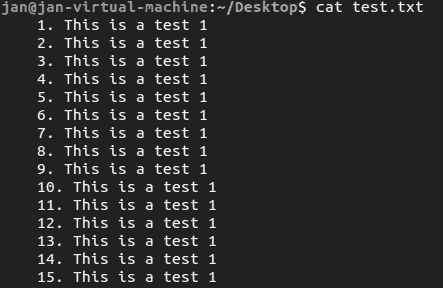 jan@jan-virtual-machine:~/Desktop$ cat test.txt
1. This is a test 1
2. This is a test 1
3. This is a test 1
4. This is a test 1
5. This is a test 1
6. This is a test 1
7. This is a test 1
8. This is a test 1
9. This is a test 1
10. This is a test 1
11. This is a test 1
12. This is a test 1
13. This is a test 1
14. This is a test 1
15. This is a test 1